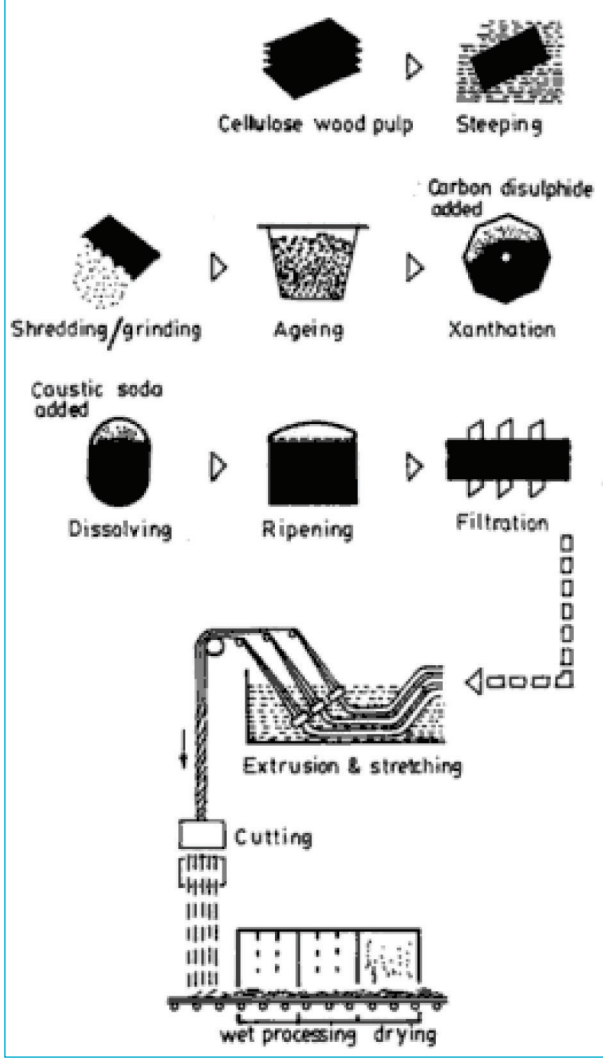 Cellulose wood pulp
Steeping
Carbon disulphide
added
Shredding/grinding
Ageing
Xanthation
Caustic soda
added
Dissolving
Ripening
Filtration
Extrusion & stretching
Cutting
wet processing
drying